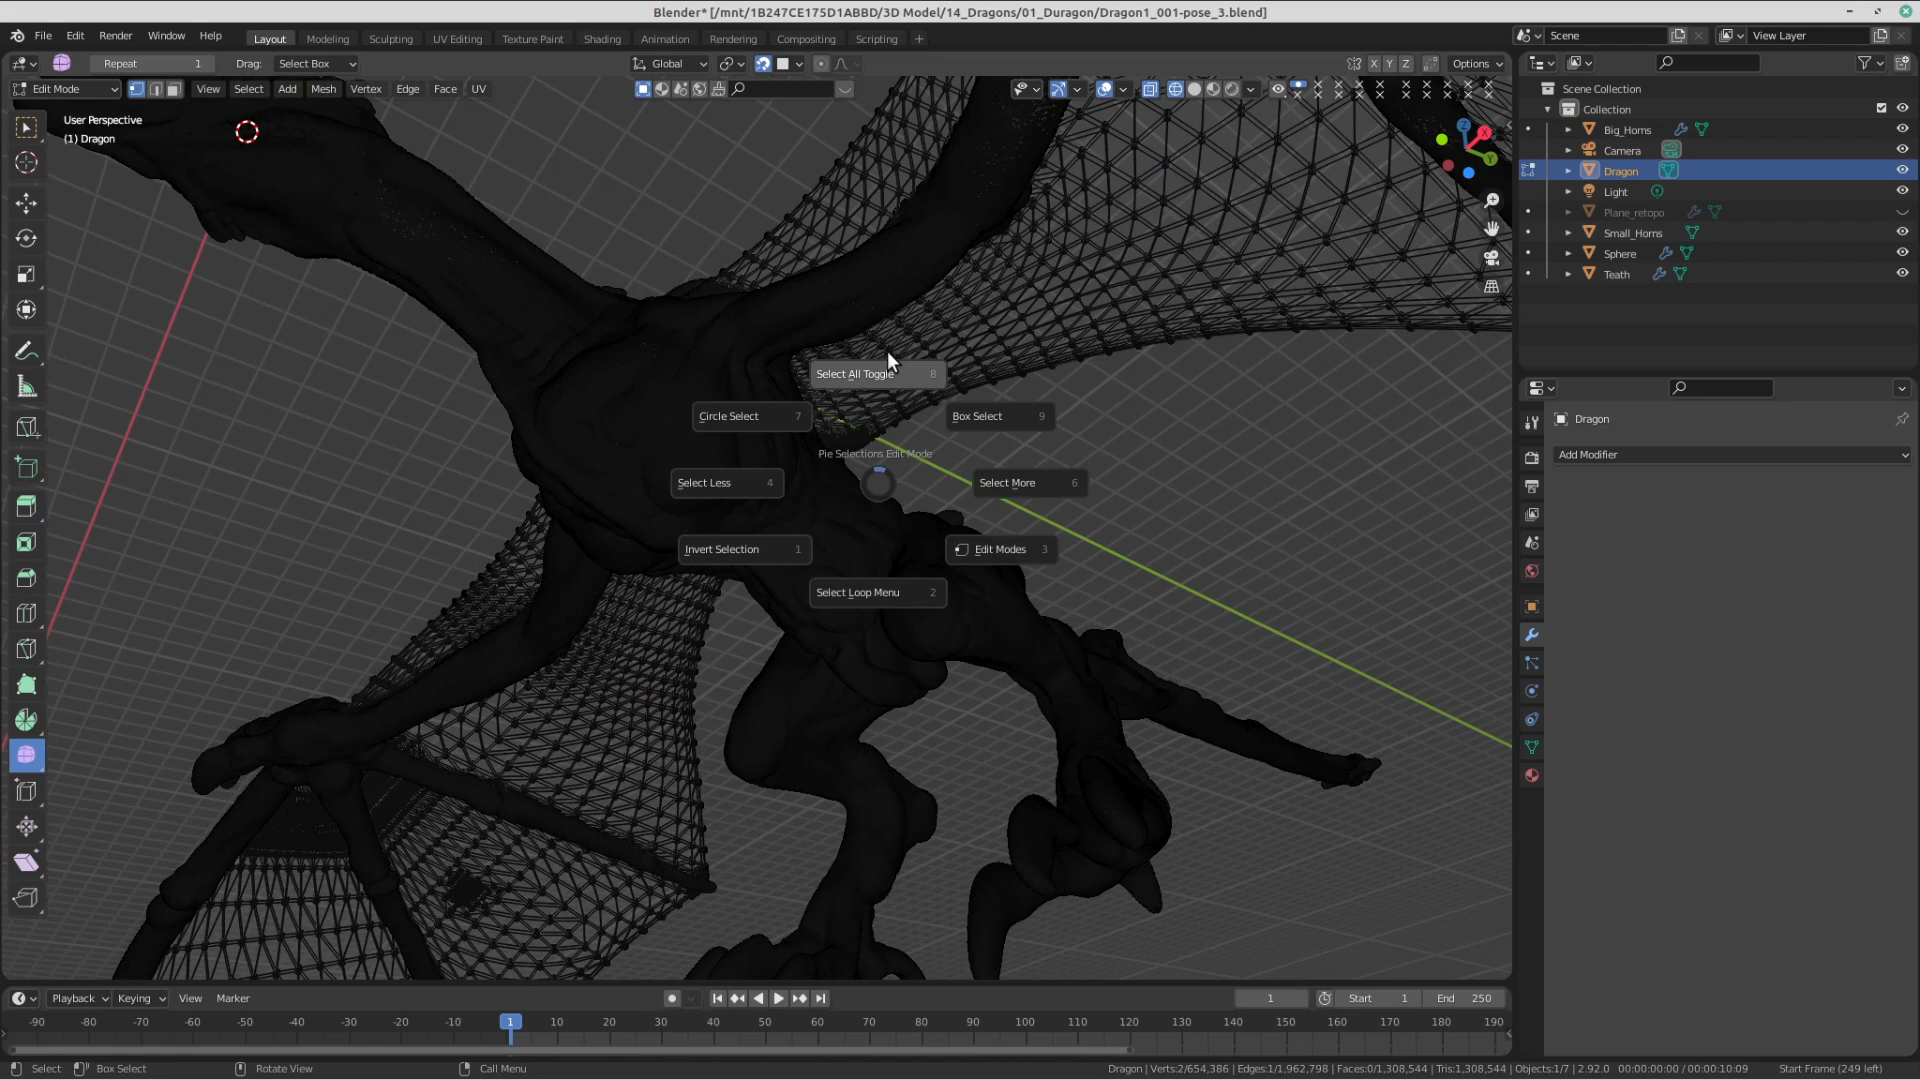 Blender* [/mnt/1B247CE175D1ABBD/3D Model/14_Dragons/01_Duragon/Dragon1_001-pose_3.blend]
File Edit Render Window Help Layout Modeling Sculpting UV Editing Texture Paint Shading Animation Rendering Compositing Scripting + Scene View Layer
Repeat 1 Drag: Select Box Global X Y Z Options
Edit Mode View Select Add Mesh Vertex Edge Face UV
User Perspective
(1) Dragon
Z X Y
Scene Collection
Collection
Big_Horns
Camera
Dragon
Light
Plane_retopo
Small_Horns
Sphere
Teath
Select All Toggle 8
Circle Select 7
Box Select 9
Pie Selections Edit Mode
Select Less 4
Select More 6
Invert Selection 1
Edit Modes 3
Select Loop Menu 2
Dragon
Add Modifier
Playback Keying View Marker 1 Start 1 End 250
-90 -80 -70 -60 -50 -40 -30 -20 -10 1 10 20 30 40 50 60 70 80 90 100 110 120 130 140 150 160 170 180 190
Select Box Select Rotate View Call Menu Dragon | Verts:2/654,386 | Edges:1/1,962,798 | Faces:0/1,308,544 | Tris:1,308,544 | Objects:1/7 | 2.92.0 00:00:00:00 / 00:00:10:09 Start Frame (249 left)